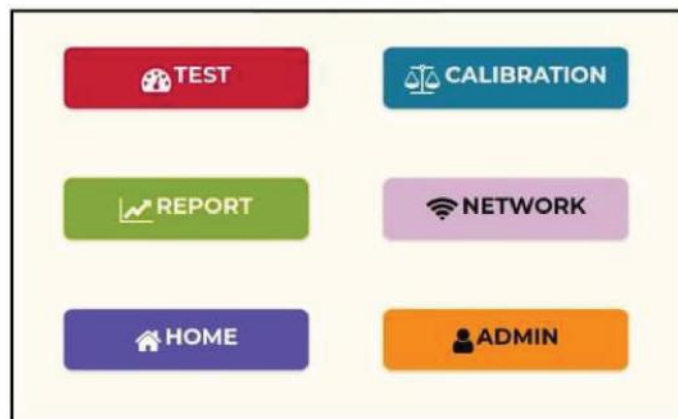 TEST
CALIBRATION
REPORT
NETWORK
HOME
ADMIN